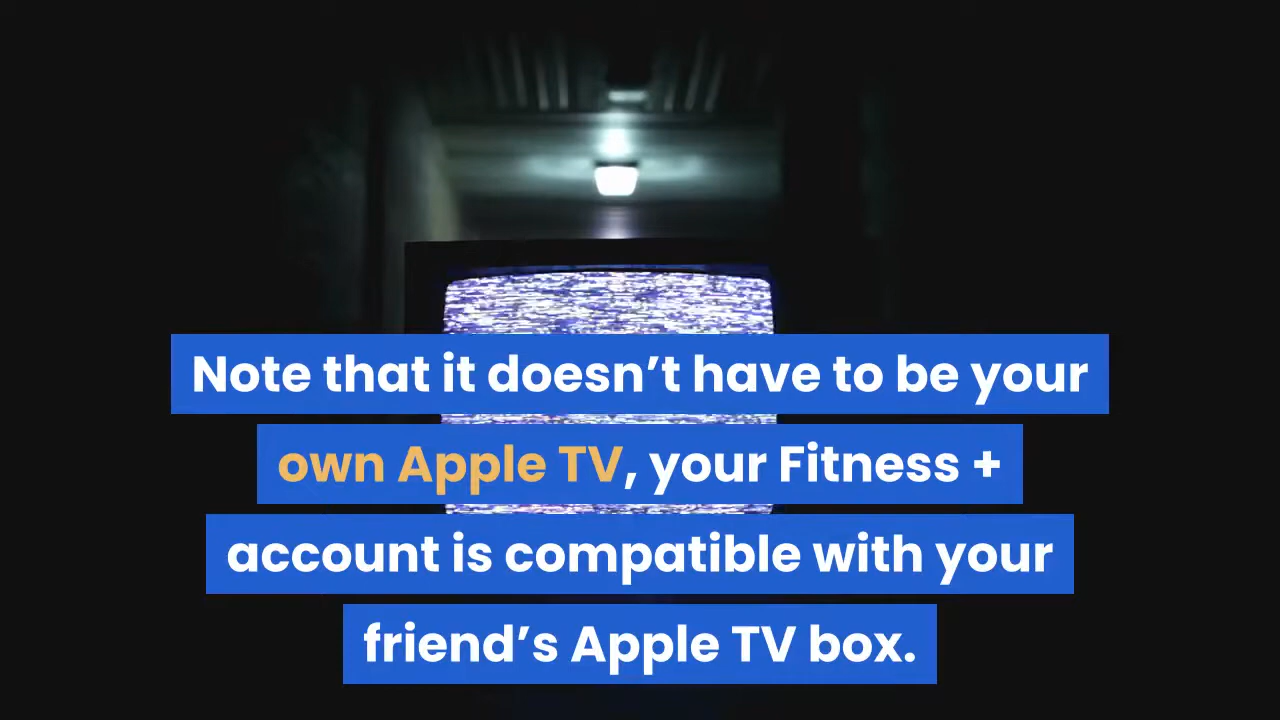 Note that it doesn’t have to be your
own Apple TV, your Fitness +
account is compatible with your
friend’s Apple TV box.